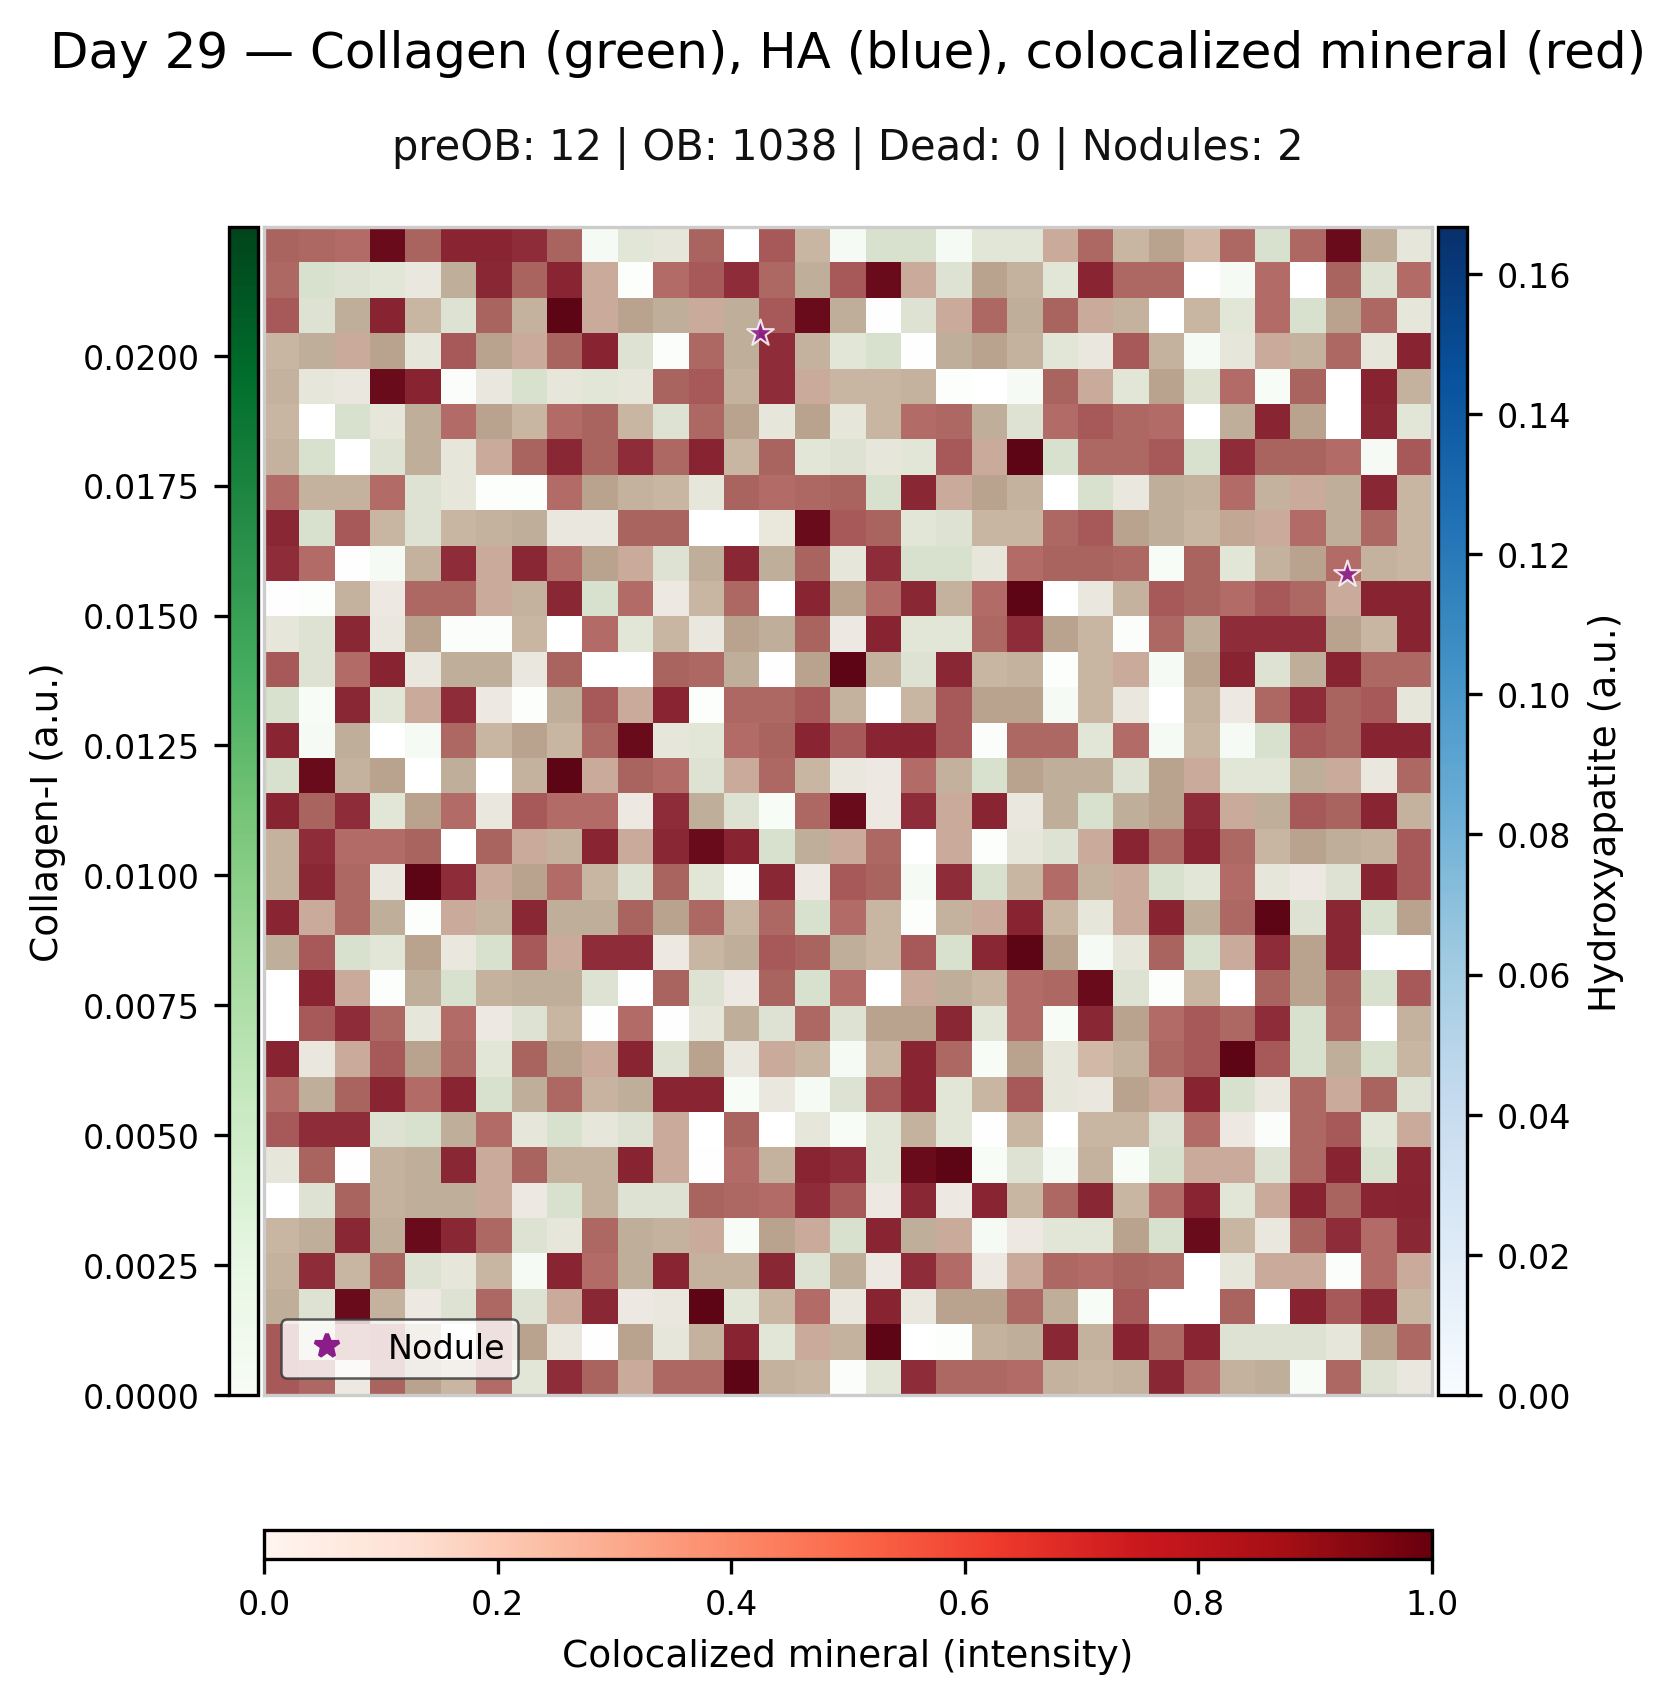 Day 29 — Collagen (green), HA (blue), colocalized mineral (red)
preOB: 12 | OB: 1038 | Dead: 0 | Nodules: 2
Collagen-I (a.u.)
0.0200
0.0175
0.0150
0.0125
0.0100
0.0075
0.0050
0.0025
0.0000
Nodule
0.16
0.14
0.12
0.10
0.08
0.06
0.04
0.02
0.00
Hydroxyapatite (a.u.)
0.0 0.2 0.4 0.6 0.8 1.0
Colocalized mineral (intensity)